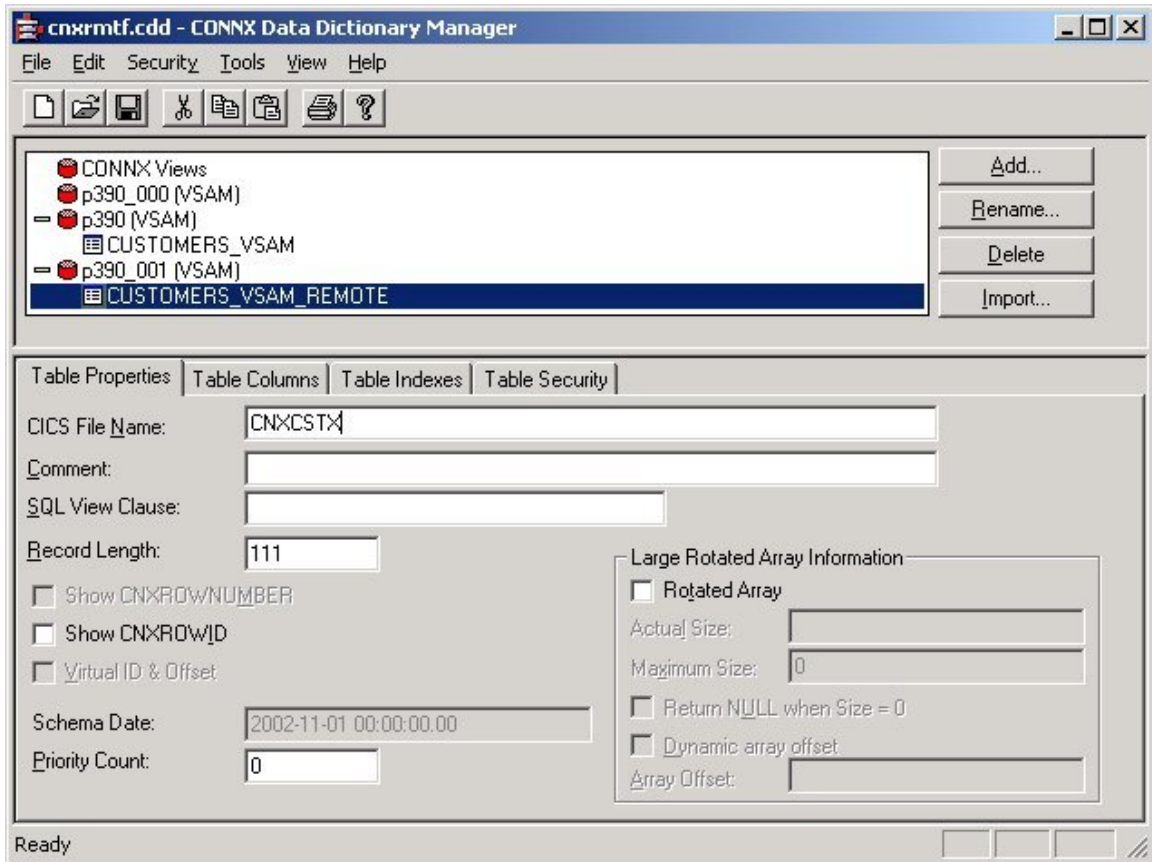 cnxrmtf.cdd - CONNX Data Dictionary Manager
File Edit Security Tools View Help
CONNX Views
p390_000 (VSAM)
p390 (VSAM)
CUSTOMERS_VSAM
p390_001 (VSAM)
CUSTOMERS_VSAM_REMOTE
Add...
Rename...
Delete
Import...
Table Properties Table Columns Table Indexes Table Security
CICS File Name: CNXCSTX
Comment:
SQL View Clause:
Record Length: 111
Show CNXROWNUMBER
Show CNXROWID
Virtual ID & Offset
Schema Date: 2002-11-01 00:00:00.00
Priority Count: 0
Large Rotated Array Information
Rotated Array
Actual Size:
Maximum Size: 0
Return NULL when Size = 0
Dynamic array offset
Array Offset:
Ready